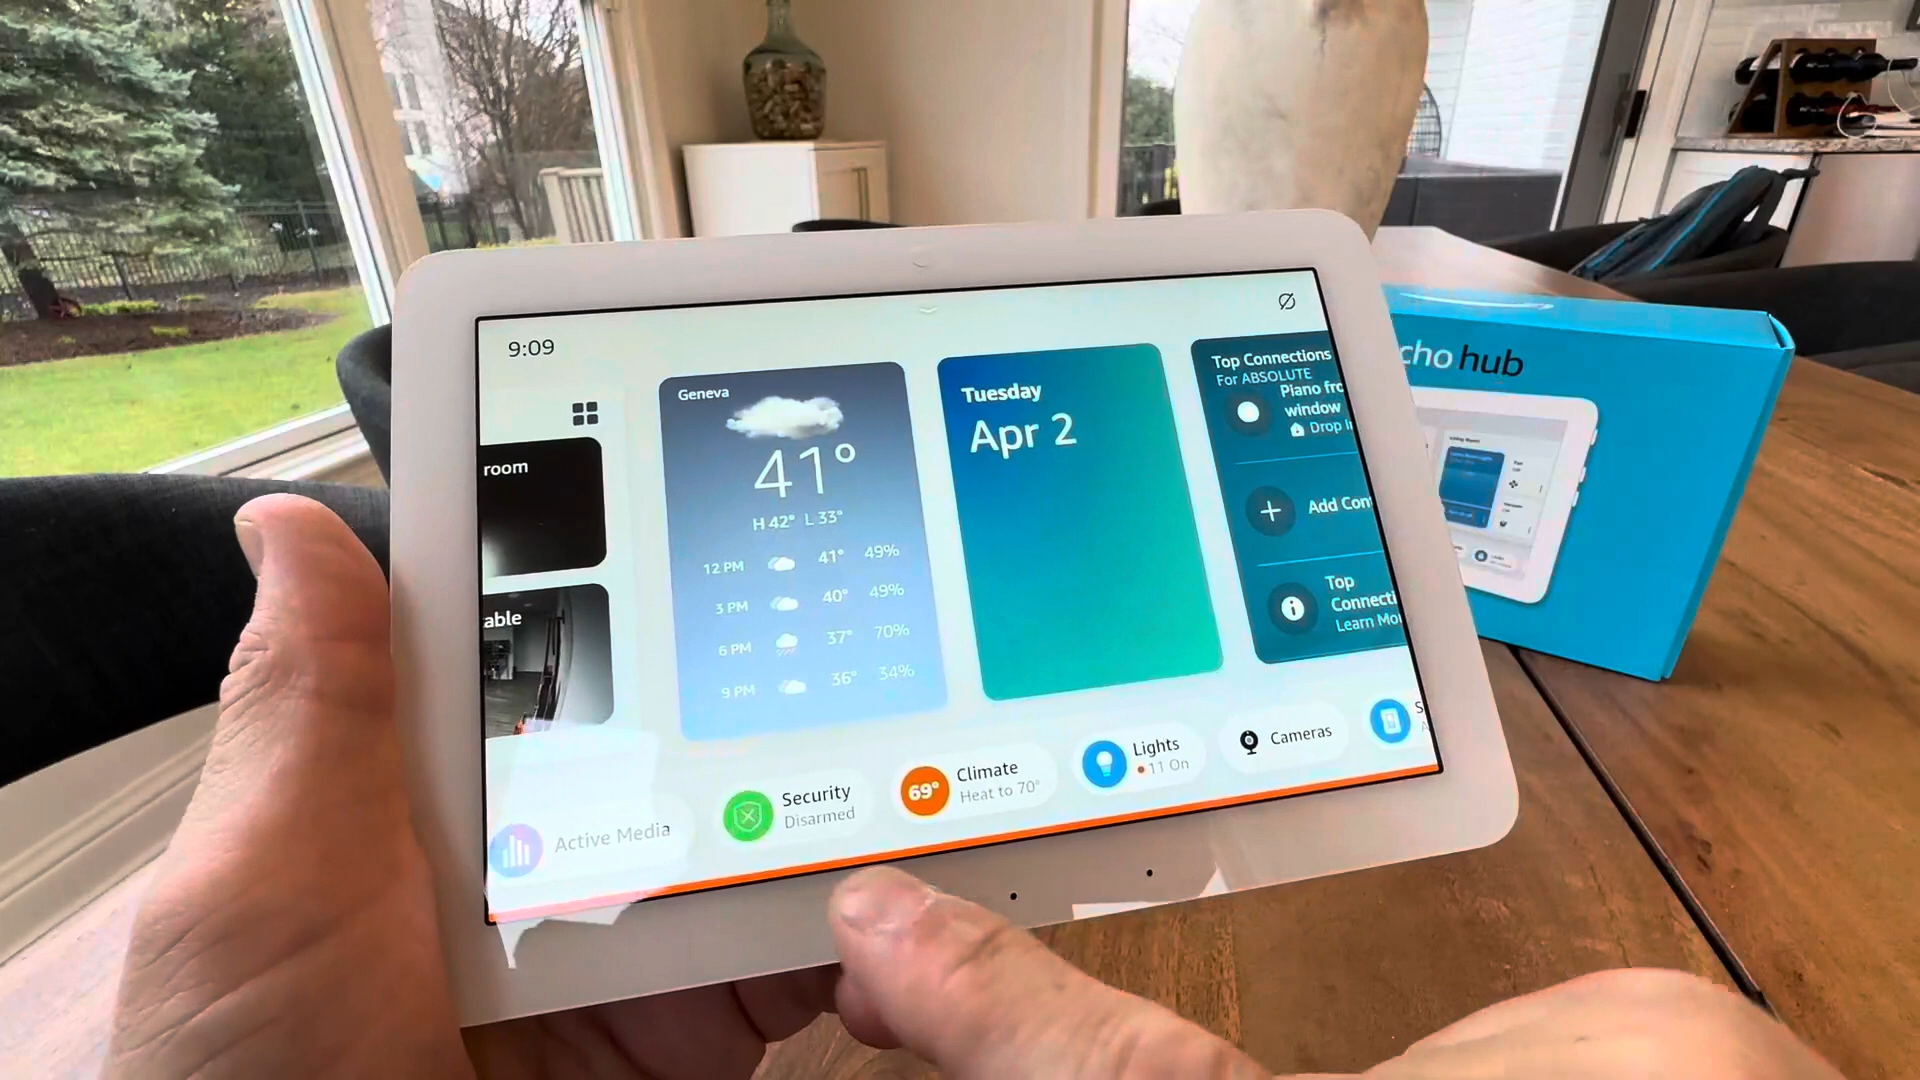 9:09
room
able
Geneva
41°
H 42° L 33°
12 PM 41° 49%
3 PM 40° 49%
6 PM 37° 70%
9 PM 36° 34%
Tuesday
Apr 2
Top Connections
For ABSOLUTE
Piano fro
window
Drop I
Add Con
Top
Connecti
Learn Mo
Active Media
Security
Disarmed
69°
Climate
Heat to 70°
Lights
11 On
Cameras
S
cho hub